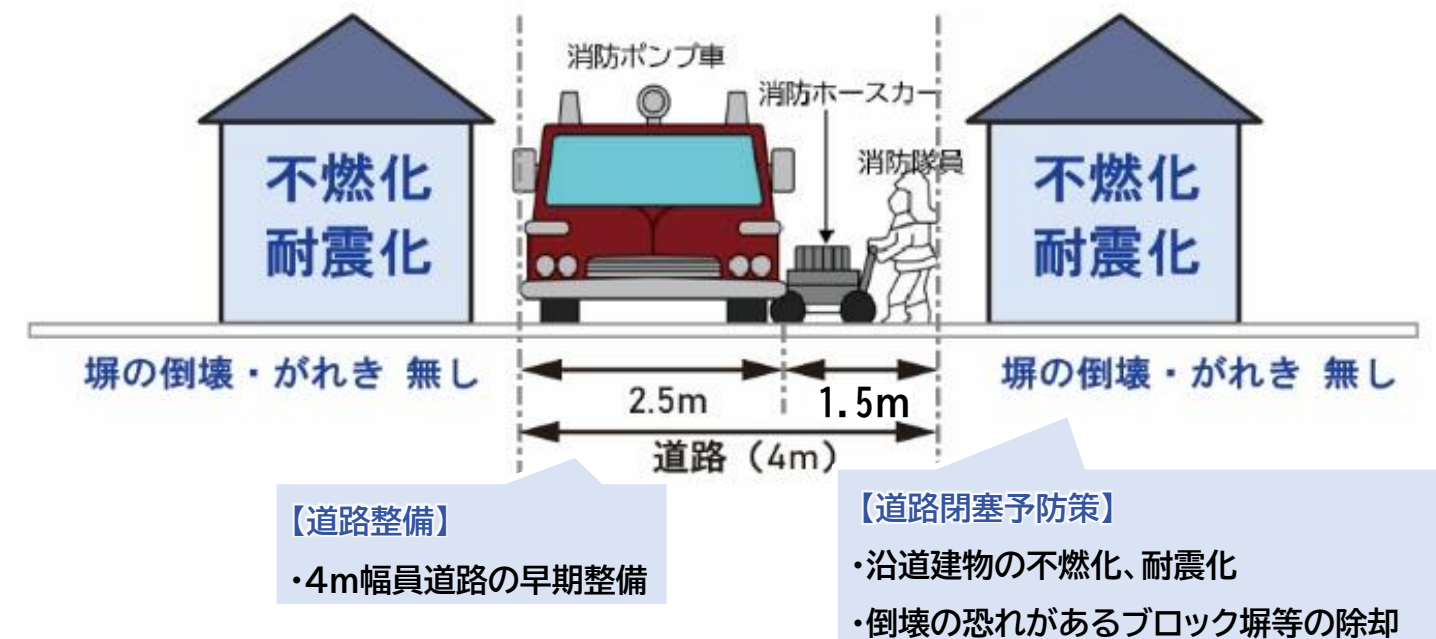 消防ポンプ車
消防ホースカー
消防隊員
不燃化
耐震化
不燃化
耐震化
塀の倒壊・がれき 無し
塀の倒壊・がれき 無し
2.5m
1.5m
道路（4m）
【道路整備】
・4m幅員道路の早期整備
【道路閉塞予防策】
・沿道建物の不燃化、耐震化
・倒壊の恐れがあるブロック塀等の除却